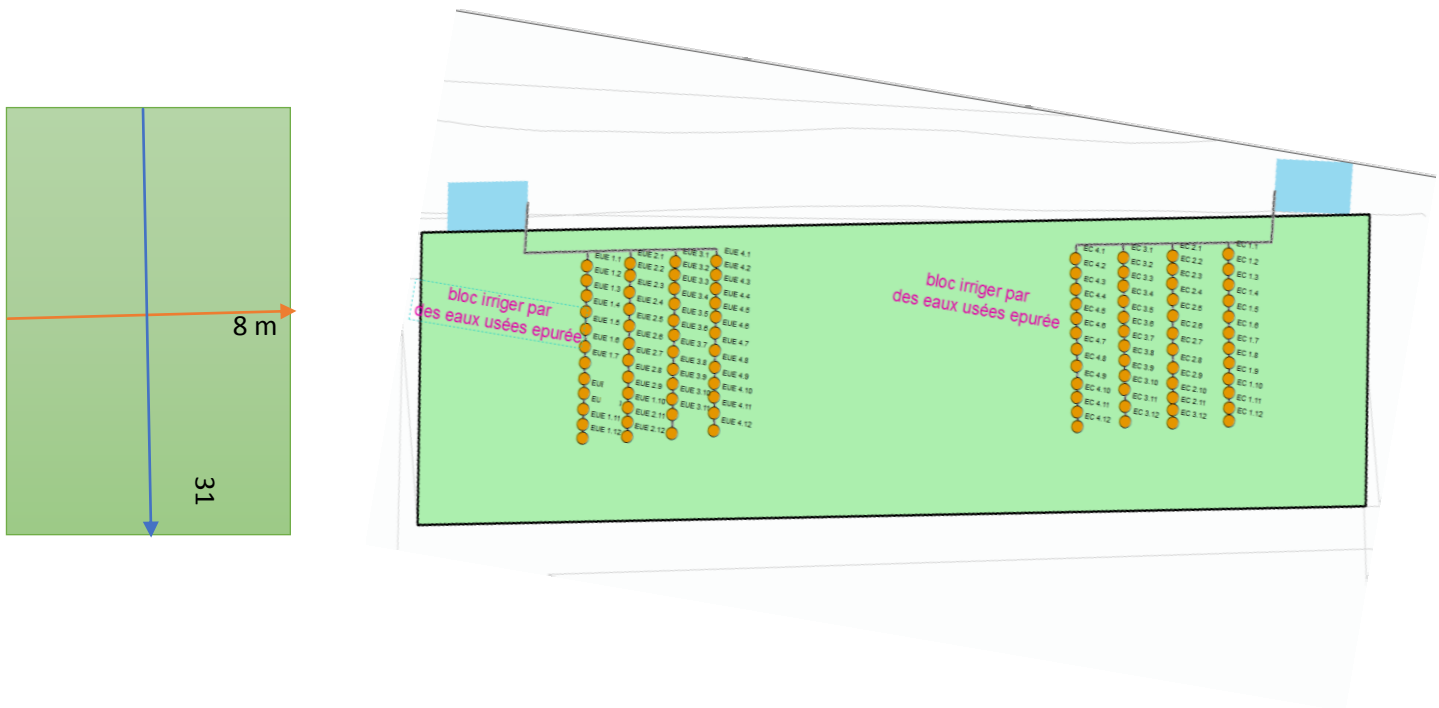 8 m
31
bloc irriger par
des eaux usées epurée
EUE 1.1
EUE 1.2
EUE 1.3
EUE 1.4
EUE 1.5
EUE 1.6
EUE 1.7
EUE 1.11
EUE 1.12
EUE 2.1
EUE 2.2
EUE 2.3
EUE 2.4
EUE 2.5
EUE 2.6
EUE 2.7
EUE 2.8
EUE 2.9
EUE 1.10
EUE 2.11
EUE 2.12
EUE 3.1
EUE 3.2
EUE 3.3
EUE 3.4
EUE 3.5
EUE 3.6
EUE 3.7
EUE 3.8
EUE 3.9
EUE 3.10
EUE 3.11
EUE 4.1
EUE 4.2
EUE 4.3
EUE 4.4
EUE 4.5
EUE 4.6
EUE 4.7
EUE 4.8
EUE 4.9
EUE 4.10
EUE 4.11
EUE 4.12
bloc irriger par
des eaux usées epurée
EC 4.1
EC 4.2
EC 4.3
EC 4.4
EC 4.5
EC 4.6
EC 4.7
EC 4.8
EC 4.9
EC 4.10
EC 4.11
EC 4.12
EC 3.1
EC 3.2
EC 3.3
EC 3.4
EC 3.5
EC 3.6
EC 3.7
EC 3.8
EC 3.9
EC 3.10
EC 3.11
EC 3.12
EC 2.1
EC 2.2
EC 2.3
EC 2.4
EC 2.5
EC 2.6
EC 2.7
EC 2.8
EC 2.9
EC 2.10
EC 2.11
EC 3.12
EC 1.1
EC 1.2
EC 1.3
EC 1.4
EC 1.5
EC 1.6
EC 1.7
EC 1.8
EC 1.9
EC 1.10
EC 1.11
EC 1.12